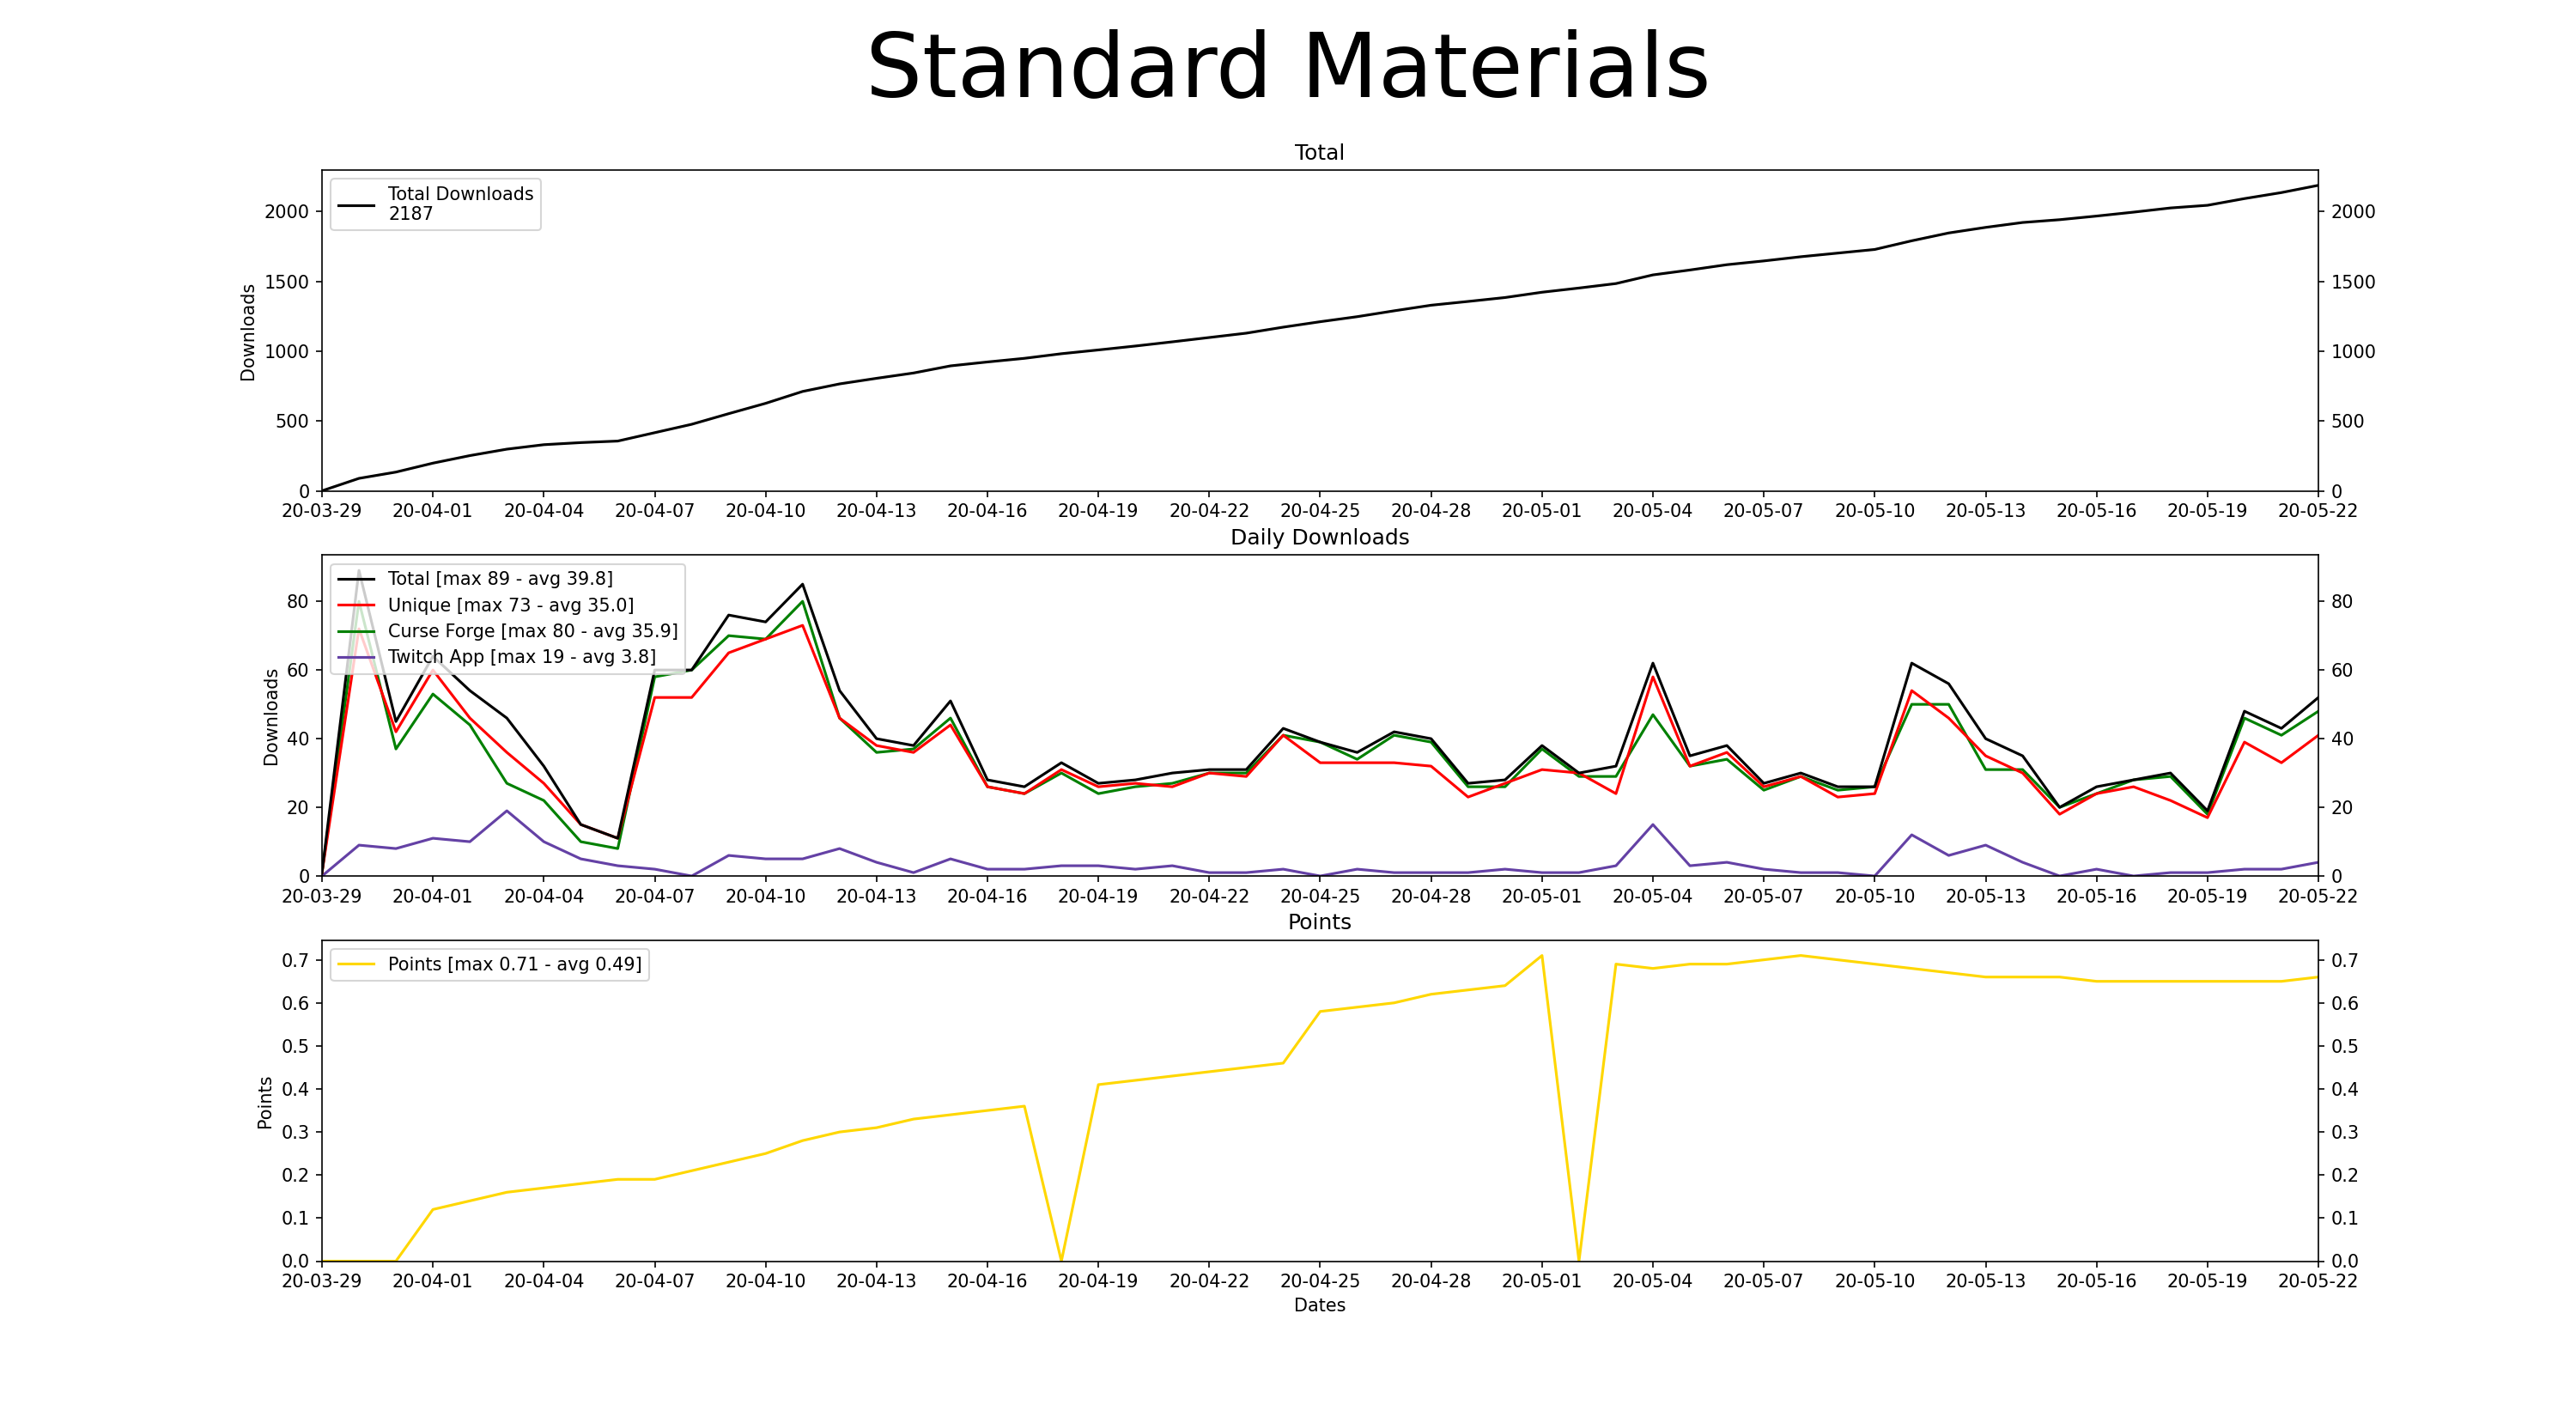 Standard Materials
Total
Total Downloads
2187
Downloads
2000
1500
1000
500
0
2000
1500
1000
500
0
20-03-29 20-04-01 20-04-04 20-04-07 20-04-10 20-04-13 20-04-16 20-04-19 20-04-22 20-04-25 20-04-28 20-05-01 20-05-04 20-05-07 20-05-10 20-05-13 20-05-16 20-05-19 20-05-22
Daily Downloads
Total [max 89 - avg 39.8]
Unique [max 73 - avg 35.0]
Curse Forge [max 80 - avg 35.9]
Twitch App [max 19 - avg 3.8]
Downloads
80
60
40
20
0
80
60
40
20
0
20-03-29 20-04-01 20-04-04 20-04-07 20-04-10 20-04-13 20-04-16 20-04-19 20-04-22 20-04-25 20-04-28 20-05-01 20-05-04 20-05-07 20-05-10 20-05-13 20-05-16 20-05-19 20-05-22
Points
Points [max 0.71 - avg 0.49]
Points
0.7
0.6
0.5
0.4
0.3
0.2
0.1
0.0
0.7
0.6
0.5
0.4
0.3
0.2
0.1
0.0
20-03-29 20-04-01 20-04-04 20-04-07 20-04-10 20-04-13 20-04-16 20-04-19 20-04-22 20-04-25 20-04-28 20-05-01 20-05-04 20-05-07 20-05-10 20-05-13 20-05-16 20-05-19 20-05-22
Dates